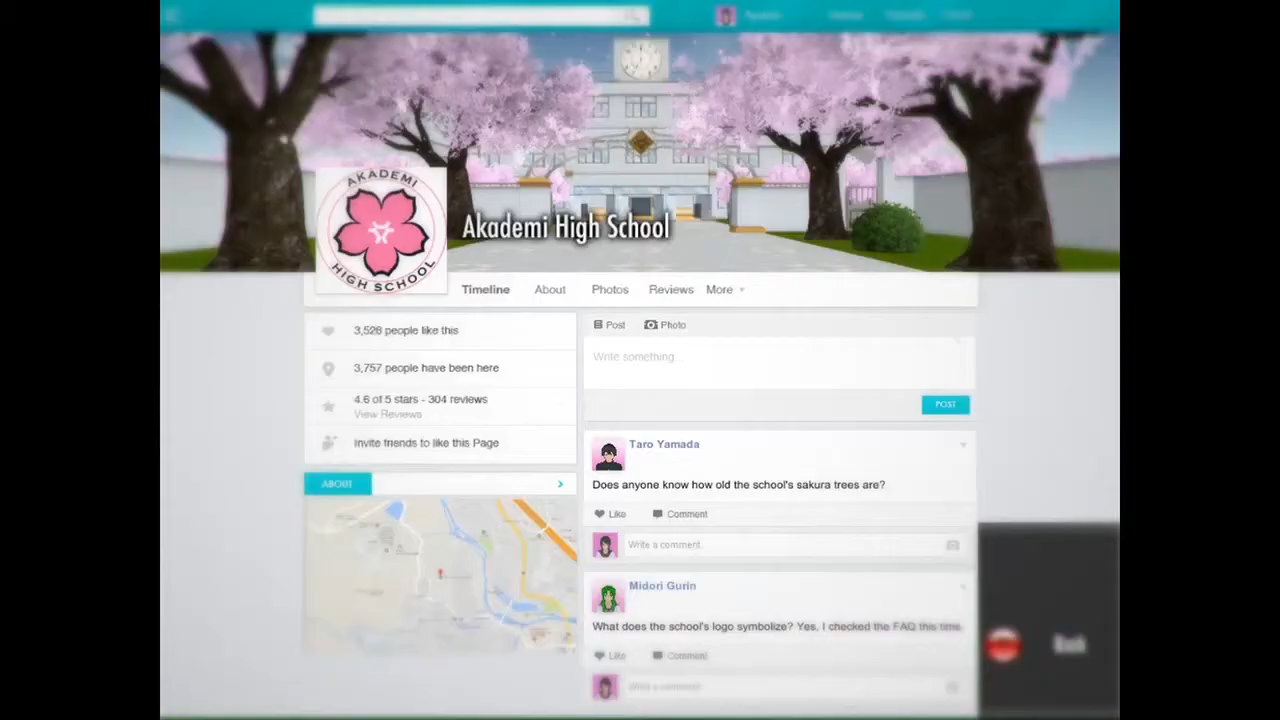 AKADEMI
HIGH SCHOOL
Akademi High School
Timeline About Photos Reviews More
3,528 people like this
3,757 people have been here
4.6 of 5 stars - 304 reviews
View Reviews
Invite friends to like this Page
ABOUT
Post Photo
Write something...
POST
Taro Yamada
Does anyone know how old the school's sakura trees are?
Like Comment
Write a comment
Midori Gurin
What does the school's logo symbolize? Yes, I checked the FAQ this time.
Like Comment
Write a comment
Back